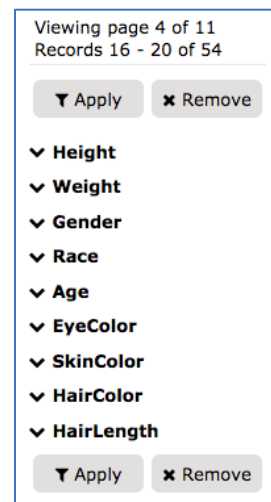 Viewing page 4 of 11
Records 16 - 20 of 54
Apply Remove
Height
Weight
Gender
Race
Age
EyeColor
SkinColor
HairColor
HairLength
Apply Remove